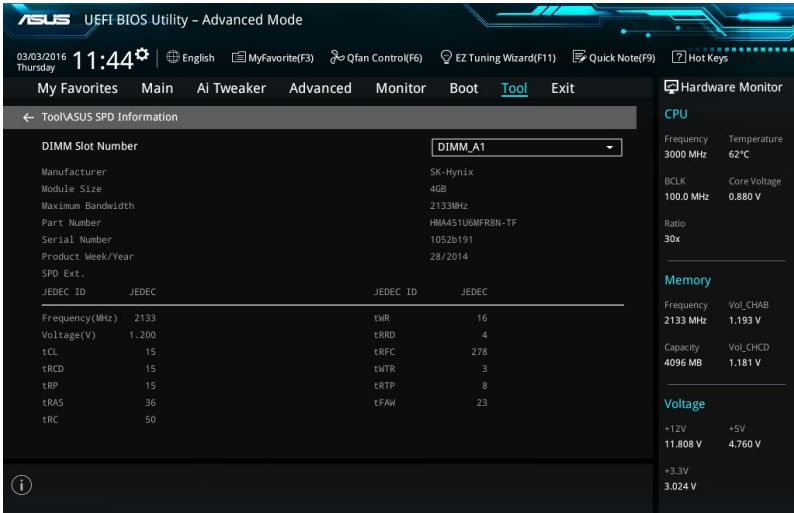 ASUS UEFI BIOS Utility – Advanced Mode
03/03/2016
Thursday
11:44
English
MyFavorite(F3)
Qfan Control(F6)
EZ Tuning Wizard(F11)
Quick Note(F9)
? Hot Keys
My Favorites Main Ai Tweaker Advanced Monitor Boot Tool Exit
← Tool\ASUS SPD Information
DIMM Slot Number DIMM_A1
Manufacturer SK-Hynix
Module Size 4GB
Maximum Bandwidth 2133MHz
Part Number HMA451U6MFR8N-TF
Serial Number 1052b191
Product Week/Year 28/2014
SPD Ext.
JEDEC ID JEDEC JEDEC ID JEDEC
Frequency(MHz) 2133 tWR 16
Voltage(V) 1.200 tRRD 4
tCL 15 tRFC 278
tRCD 15 tWTR 3
tRP 15 tRTP 8
tRAS 36 tFAW 23
tRC 50
i
Hardware Monitor
CPU
Frequency Temperature
3000 MHz 62°C
BCLK Core Voltage
100.0 MHz 0.880 V
Ratio
30x
Memory
Frequency Vol_CHAB
2133 MHz 1.193 V
Capacity Vol_CHCD
4096 MB 1.181 V
Voltage
+12V +5V
11.808 V 4.760 V
+3.3V
3.024 V